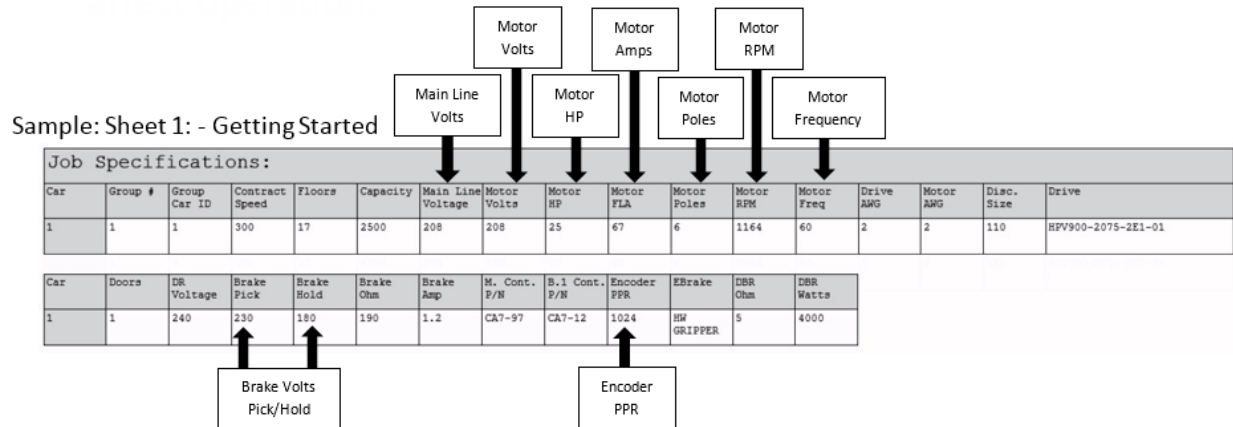 Motor
Volts
Motor
Amps
Motor
RPM
Main Line
Volts
Motor
HP
Motor
Poles
Motor
Frequency
Sample: Sheet 1: - Getting Started
Job Specifications:
Car Group # Group Car ID Contract Speed Floors Capacity Main Line Voltage Motor Volts Motor HP Motor FLA Motor Poles Motor RPM Motor Freq Drive AWG Motor AWG Disc. Size Drive
1 1 1 300 17 2500 208 208 25 67 6 1164 60 2 2 110 HPV900-2075-2E1-01
Car Doors DR Voltage Brake Pick Brake Hold Brake Ohm Brake Amp M. Cont. P/N B.1 Cont. P/N Encoder PPR EBrake DBR Ohm DBR Watts
1 1 240 230 180 190 1.2 CA7-97 CA7-12 1024 HW GRIPPER 5 4000
Brake Volts
Pick/Hold
Encoder
PPR